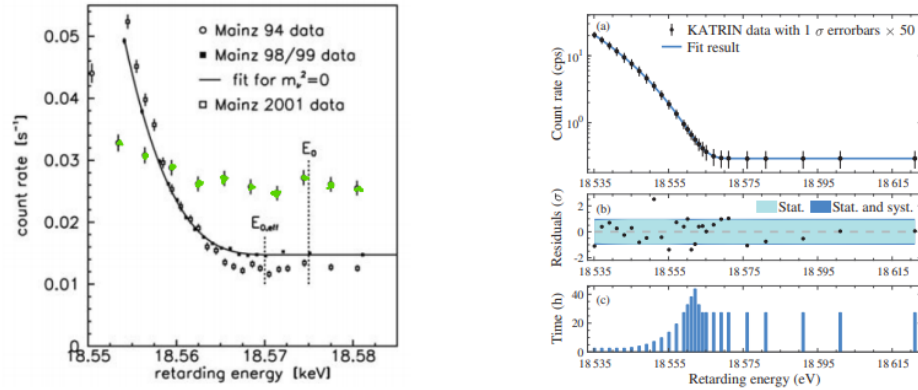 0.05
0.04
0.03
0.02
0.01
0
count rate [s⁻¹]
Mainz 94 data
Mainz 98/99 data
fit for m_ν²=0
Mainz 2001 data
E₀
E₀,eff
18.55 18.56 18.57 18.58
retarding energy [keV]
(a)
KATRIN data with 1 σ errorbars × 50
Fit result
10¹
10⁰
Count rate (cps)
18 535 18 555 18 575 18 595 18 615
(b)
Stat. Stat. and syst.
2
0
-2
Residuals (σ)
18 535 18 555 18 575 18 595 18 615
(c)
40
20
0
Time (h)
18 535 18 555 18 575 18 595 18 615
Retarding energy (eV)